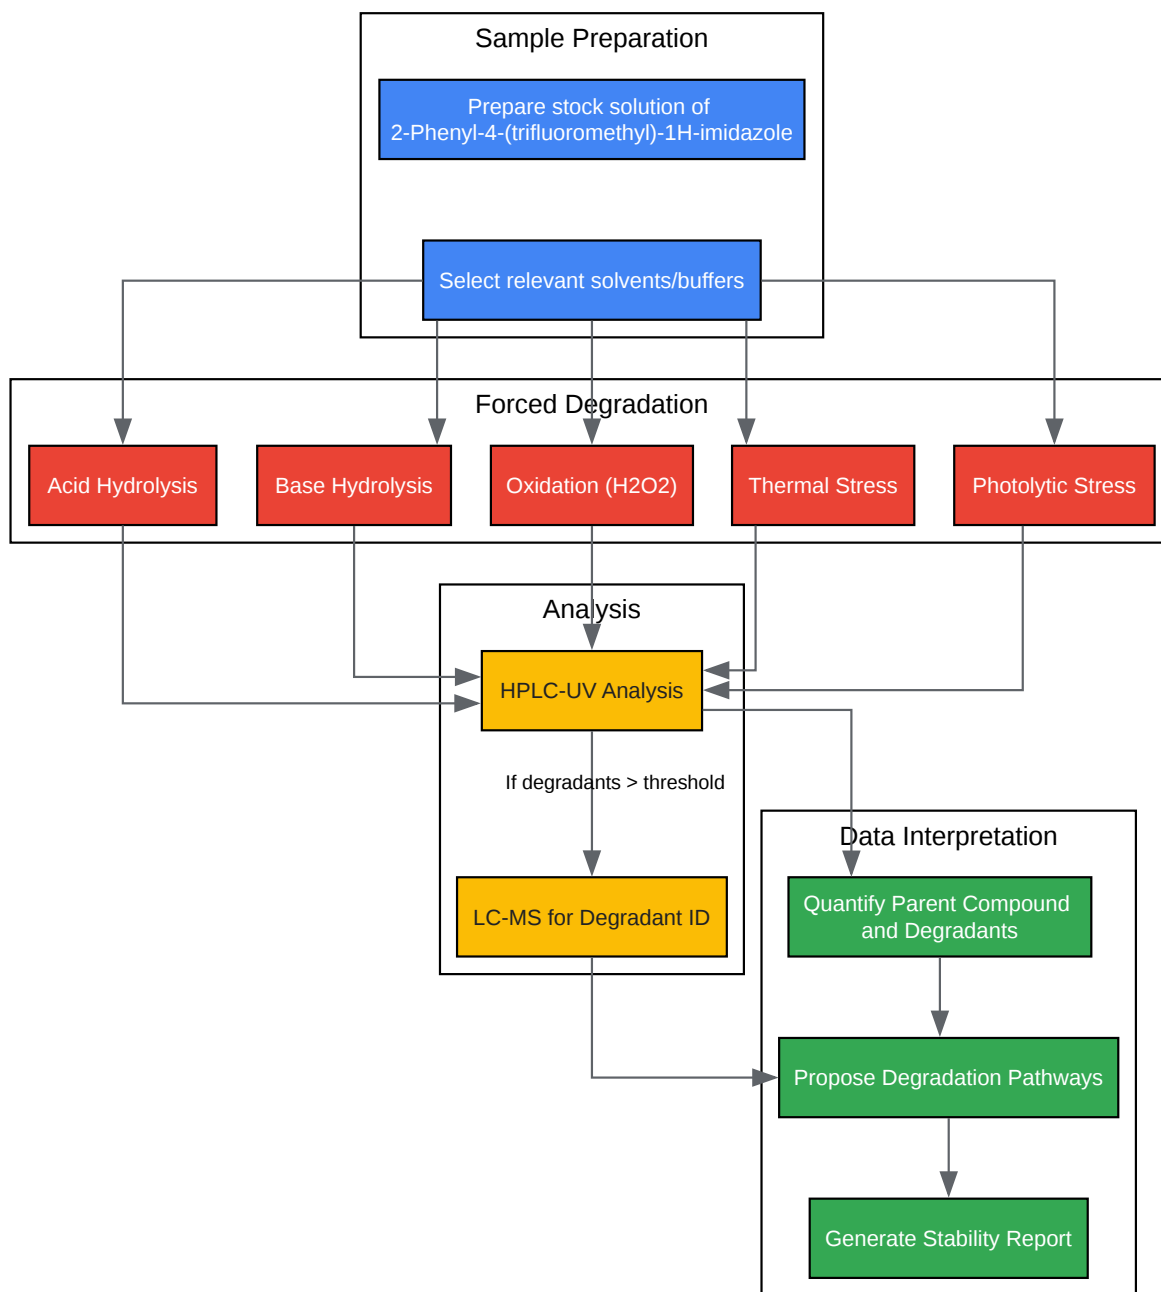 Sample Preparation
Prepare stock solution of
2-Phenyl-4-(trifluoromethyl)-1H-imidazole
Select relevant solvents/buffers
Forced Degradation
Acid Hydrolysis
Base Hydrolysis
Oxidation (H2O2)
Thermal Stress
Photolytic Stress
Analysis
HPLC-UV Analysis
If degradants > threshold
LC-MS for Degradant ID
Data Interpretation
Quantify Parent Compound
and Degradants
Propose Degradation Pathways
Generate Stability Report